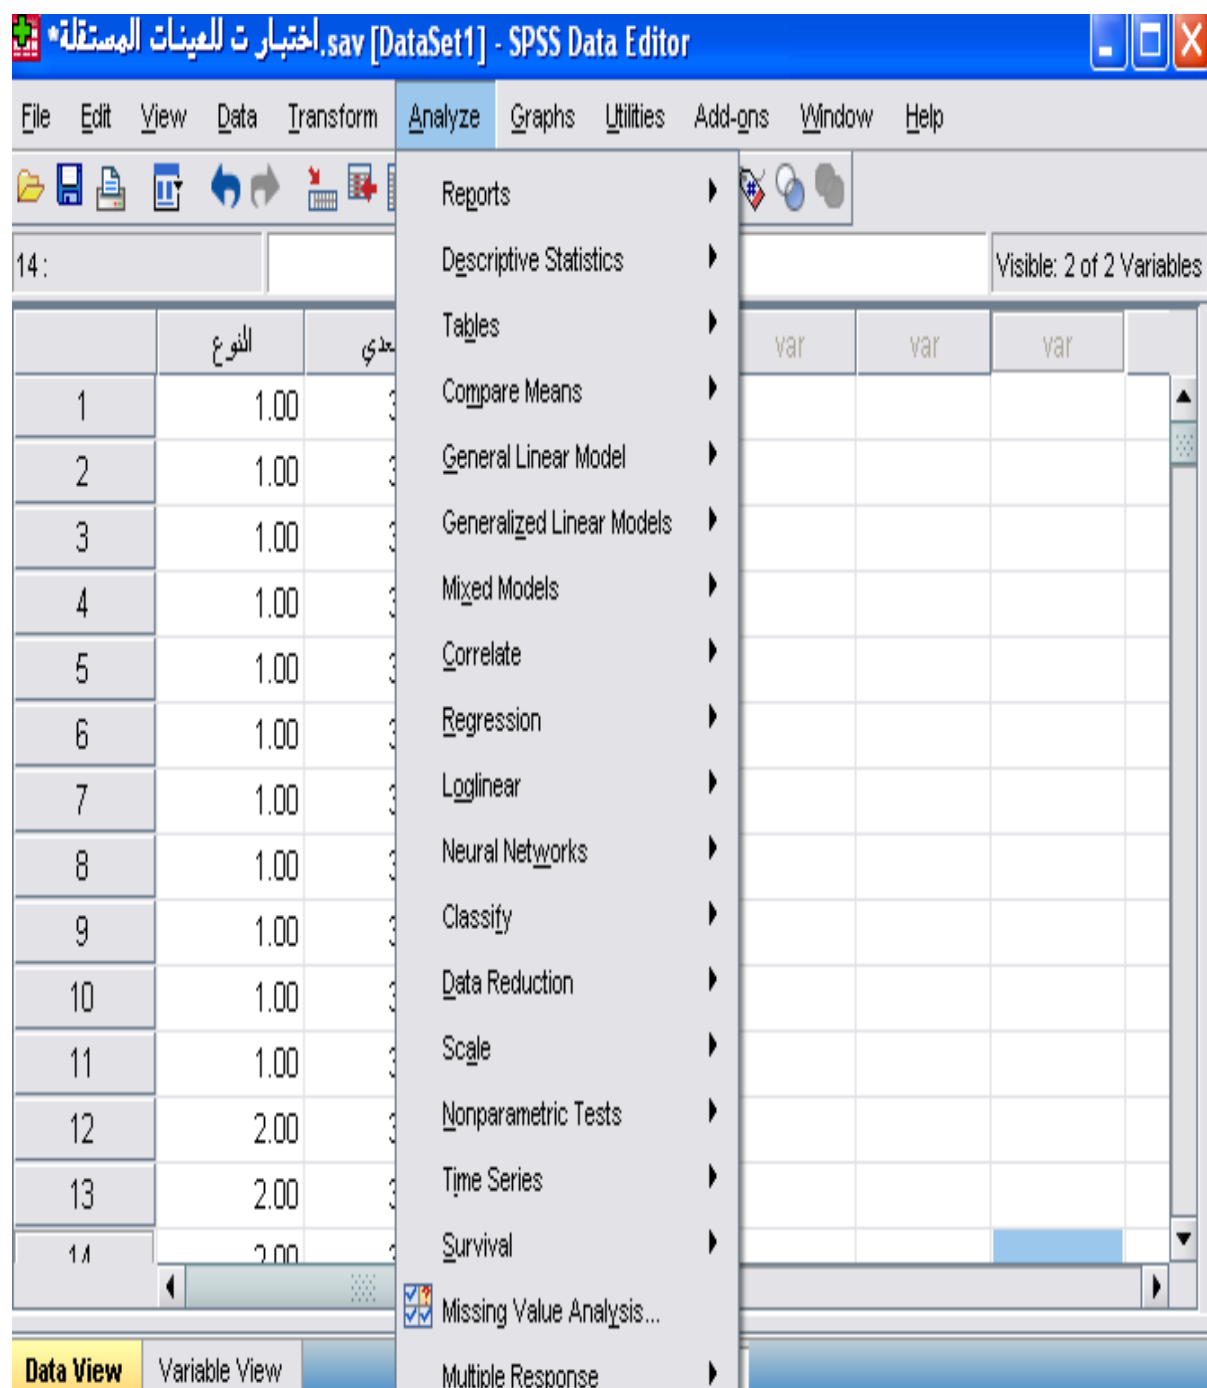 *اختبار ت للعينات المستقلة.sav [DataSet1] - SPSS Data Editor
File Edit View Data Transform Analyze Graphs Utilities Add-ons Window Help
14 :
Visible: 2 of 2 Variables
النوع var var var
1 1.00
2 1.00
3 1.00
4 1.00
5 1.00
6 1.00
7 1.00
8 1.00
9 1.00
10 1.00
11 1.00
12 2.00
13 2.00
14 2.00
Reports
Descriptive Statistics
Tables
Compare Means
General Linear Model
Generalized Linear Models
Mixed Models
Correlate
Regression
Loglinear
Neural Networks
Classify
Data Reduction
Scale
Nonparametric Tests
Time Series
Survival
Missing Value Analysis...
Multiple Response
Data View Variable View